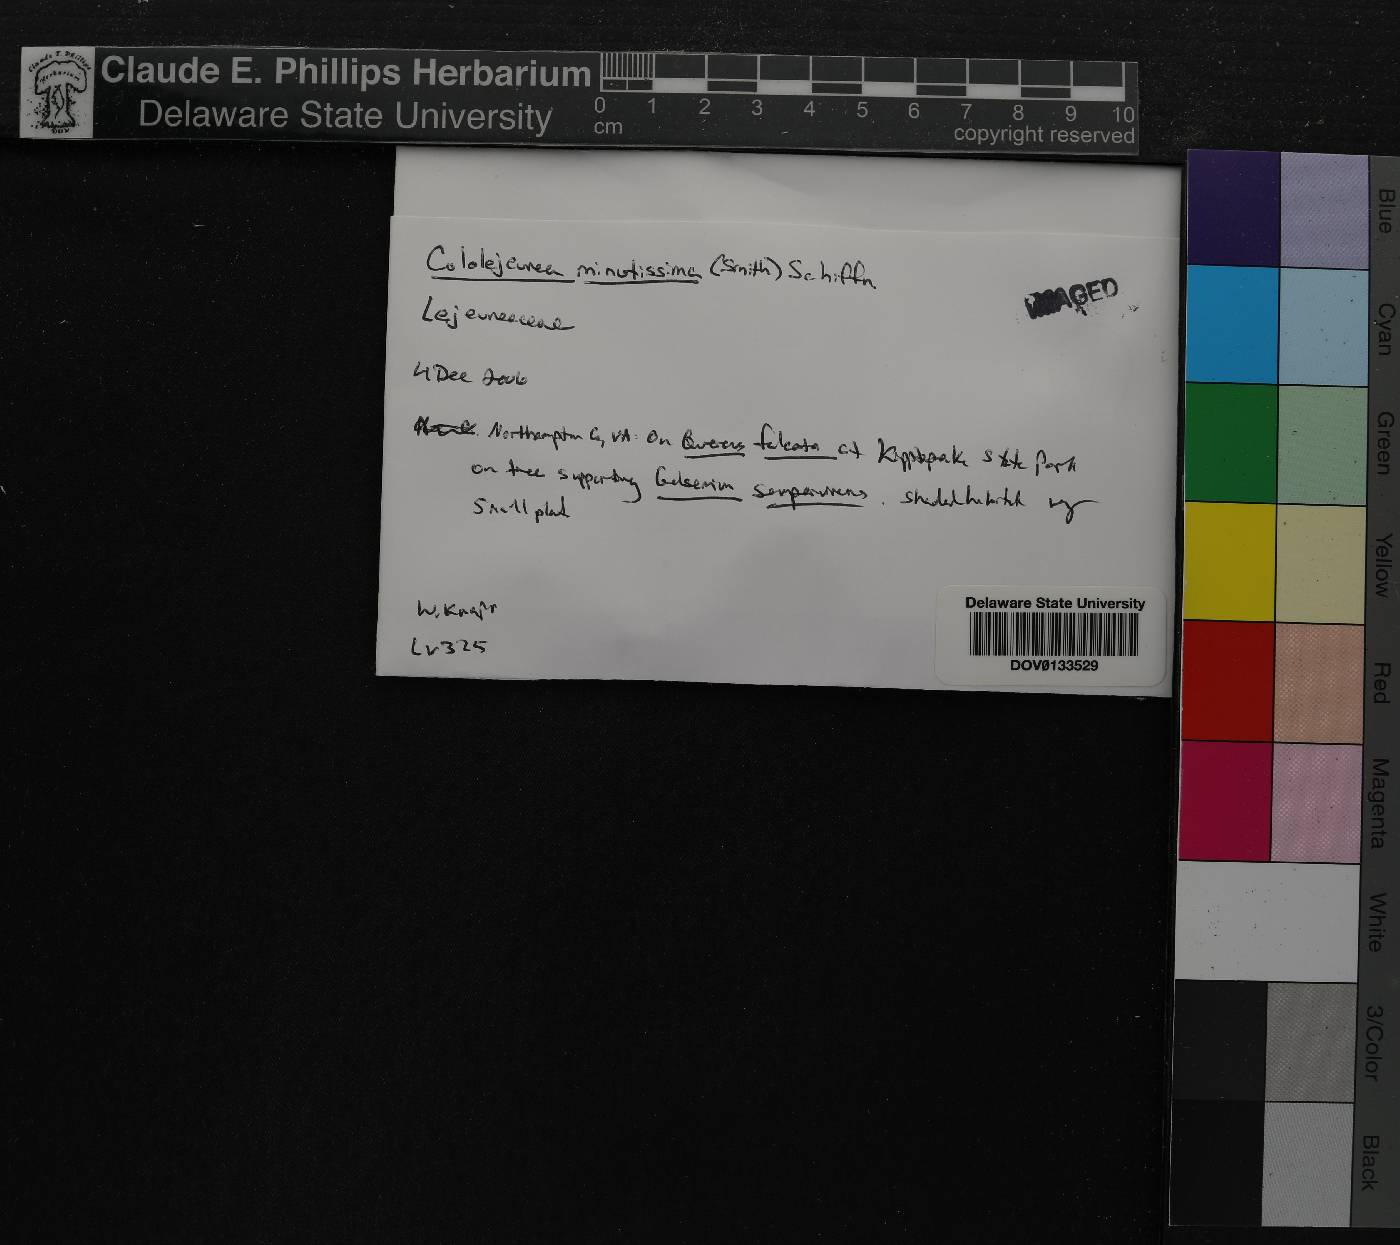 Claude E. Phillips Herbarium
Delaware State University
0 1 2 3 4 5 6 7 8 9 10
cm
copyright reserved
Cololejeunea minutissima (Smith) Schiffn
IMAGED
Lejeuneaceae
4 Dec 2006
Northampton Co, VA: On Quercus falcata at Kiptopeake State Park
on tree supporting Gelsemium sempervirens. shaded habitat
Small plant
W. Knapp
LV325
Delaware State University
DOV0133529
Blue
Cyan
Green
Yellow
Red
Magenta
White
3/Color
Black